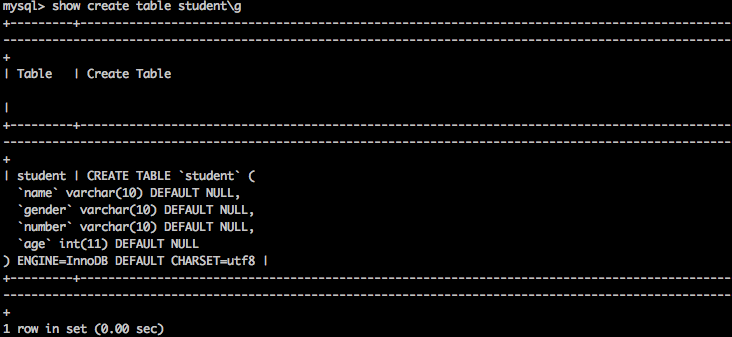 mysql> show create table student\g
+---------+----------------------------------------------------------------------------------------------
---------------------------------------------------------------------------------------------------------
+
| Table   | Create Table
|
+---------+----------------------------------------------------------------------------------------------
---------------------------------------------------------------------------------------------------------
+
| student | CREATE TABLE `student` (
  `name` varchar(10) DEFAULT NULL,
  `gender` varchar(10) DEFAULT NULL,
  `number` varchar(10) DEFAULT NULL,
  `age` int(11) DEFAULT NULL
) ENGINE=InnoDB DEFAULT CHARSET=utf8 |
+---------+----------------------------------------------------------------------------------------------
---------------------------------------------------------------------------------------------------------
+
1 row in set (0.00 sec)